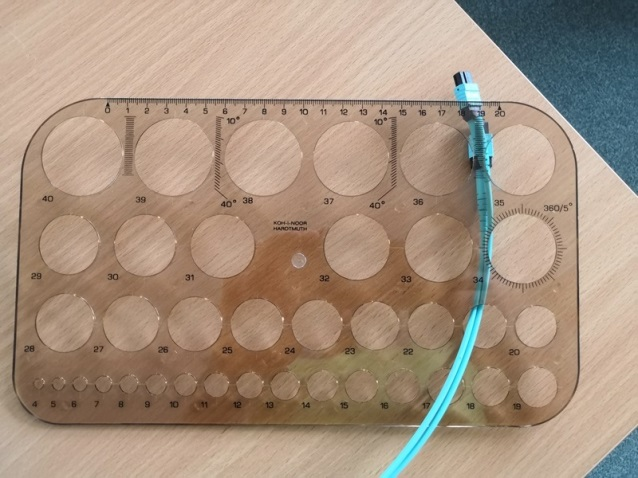 0 1 2 3 4 5 6 7 8 9 10 11 12 13 14 15 16 17 18 19 20
10° 10°
40 39 40° 38 37 40° 36 35 360/5°
KOH-I-NOOR
HARDTMUTH
29 30 31 32 33 34
28 27 26 25 24 23 22 20
4 5 6 7 8 9 10 11 12 13 14 15 16 17 18 19